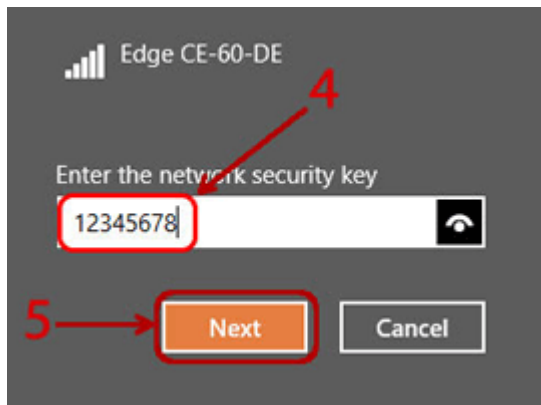 Edge CE-60-DE
4
Enter the network security key
12345678
5
Next
Cancel